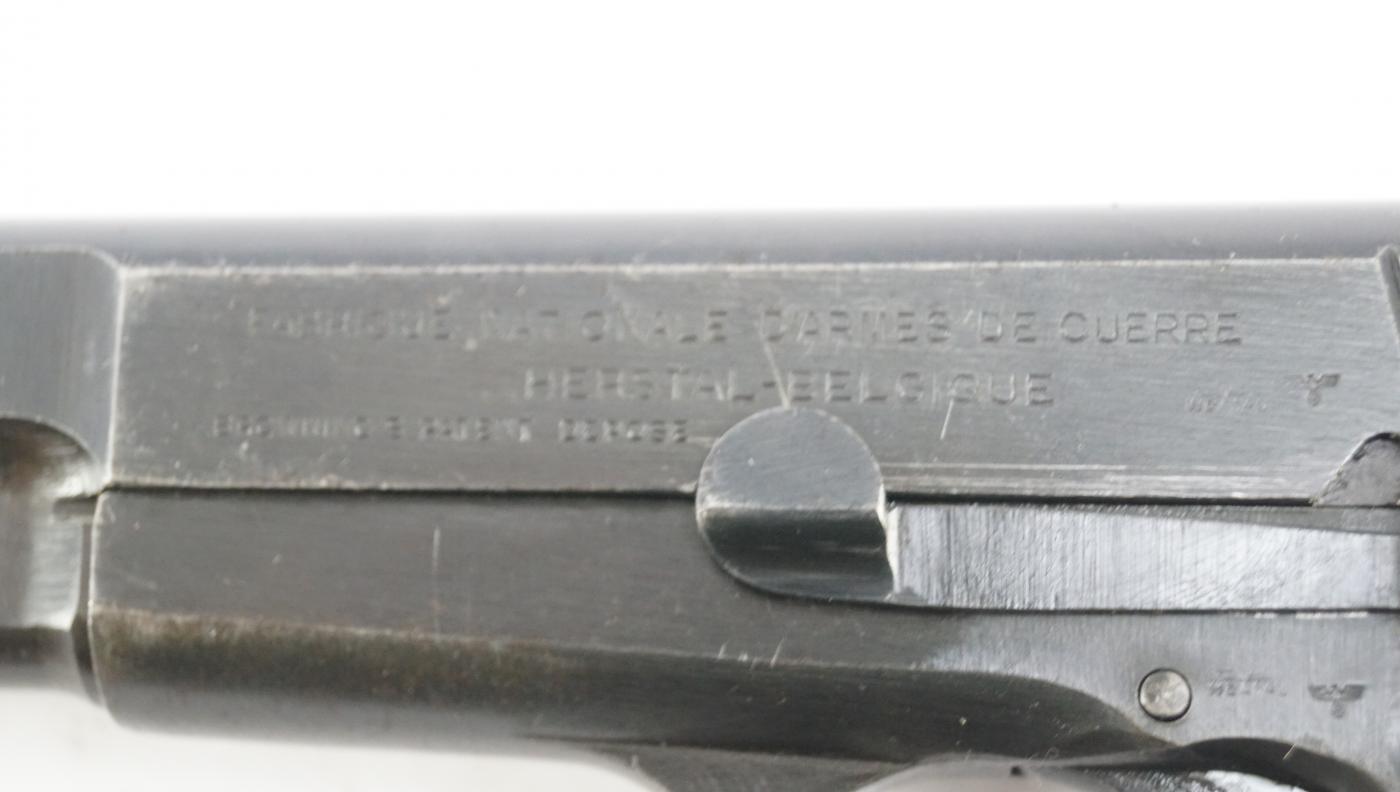 FABRIQUE NATIONALE D'ARMES DE GUERRE
HERSTAL-BELGIQUE
BROWNING'S PATENT DEPOSE